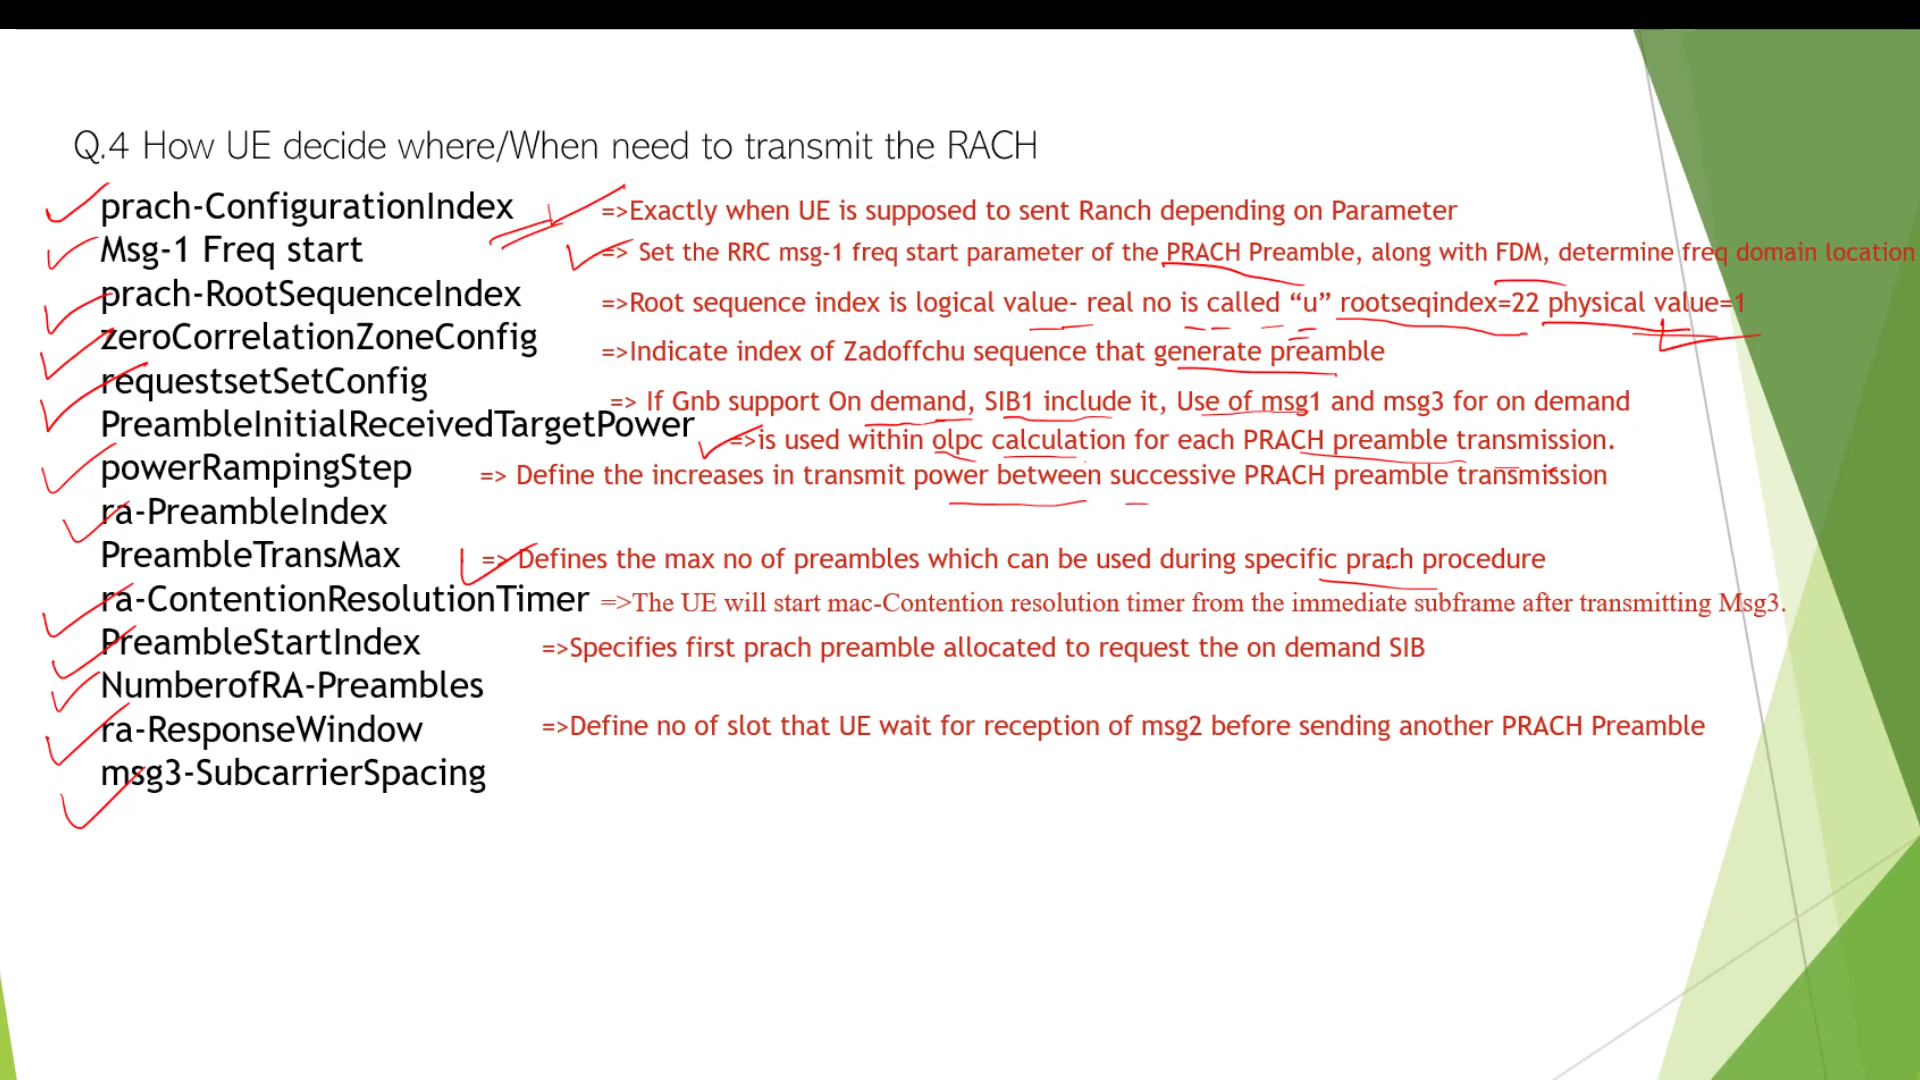 Q.4 How UE decide where/When need to transmit the RACH
prach-ConfigurationIndex =>Exactly when UE is supposed to sent Ranch depending on Parameter
Msg-1 Freq start => Set the RRC msg-1 freq start parameter of the PRACH Preamble, along with FDM, determine freq domain location
prach-RootSequenceIndex =>Root sequence index is logical value- real no is called “u” rootseqindex=22 physical value=1
zeroCorrelationZoneConfig =>Indicate index of Zadoffchu sequence that generate preamble
requestsetSetConfig => If Gnb support On demand, SIB1 include it, Use of msg1 and msg3 for on demand
PreambleInitialReceivedTargetPower =>is used within olpc calculation for each PRACH preamble transmission.
powerRampingStep => Define the increases in transmit power between successive PRACH preamble transmission
ra-PreambleIndex
PreambleTransMax => Defines the max no of preambles which can be used during specific prach procedure
ra-ContentionResolutionTimer =>The UE will start mac-Contention resolution timer from the immediate subframe after transmitting Msg3.
PreambleStartIndex =>Specifies first prach preamble allocated to request the on demand SIB
NumberofRA-Preambles
ra-ResponseWindow =>Define no of slot that UE wait for reception of msg2 before sending another PRACH Preamble
msg3-SubcarrierSpacing